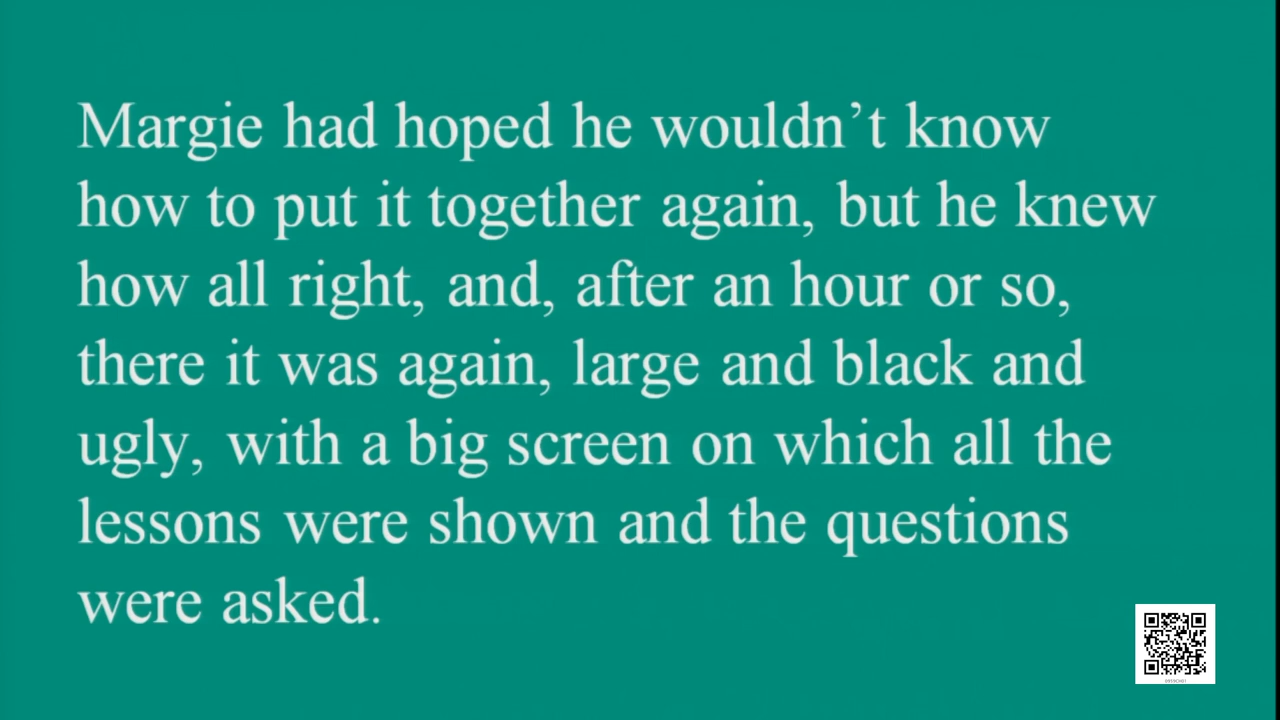 Margie had hoped he wouldn’t know
how to put it together again, but he knew
how all right, and, after an hour or so,
there it was again, large and black and
ugly, with a big screen on which all the
lessons were shown and the questions
were asked.